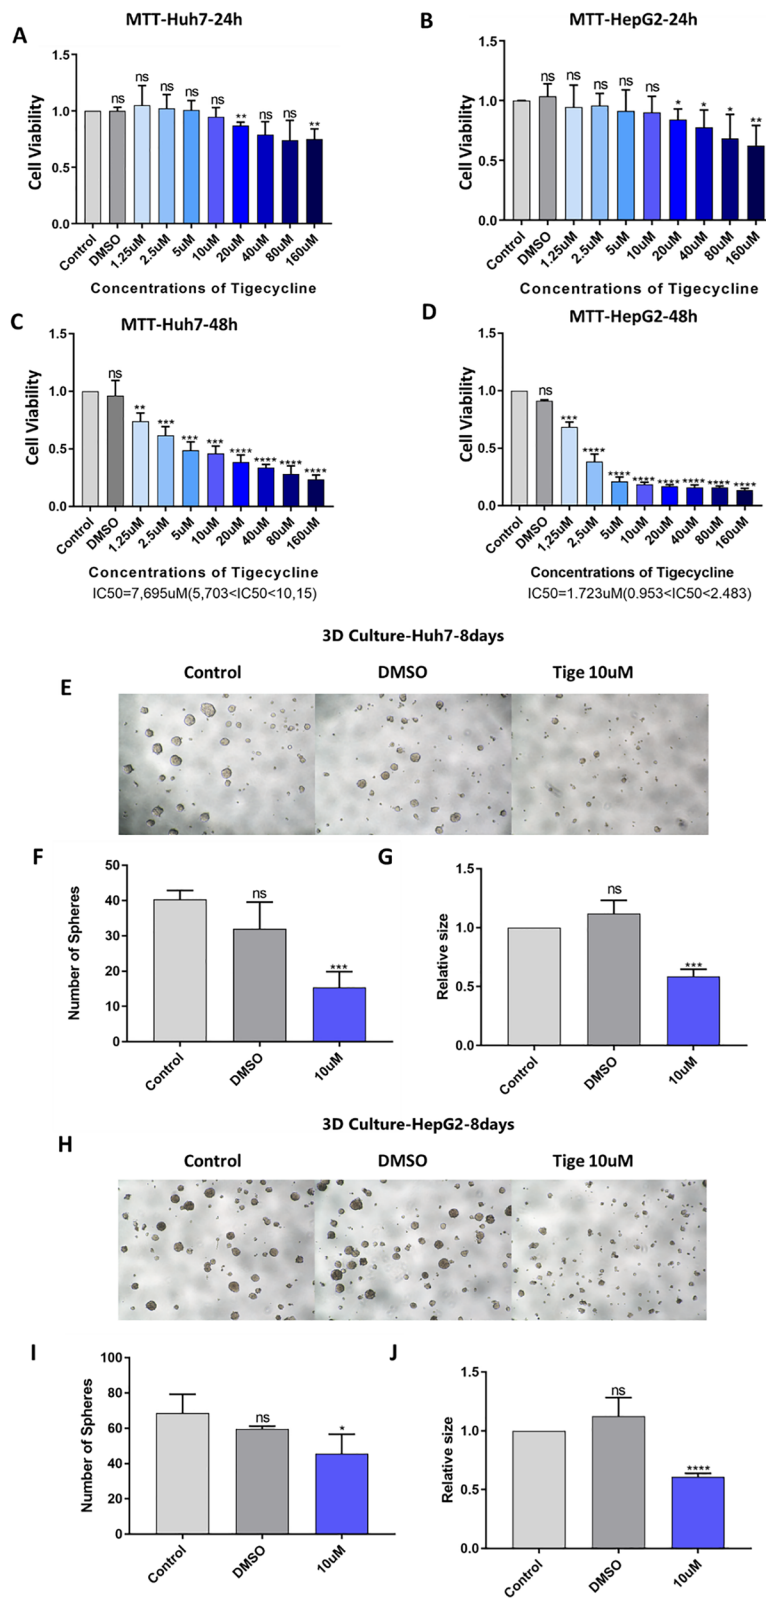 A
MTT-Huh7-24h
Cell Viability
1.5
1.0
0.5
0.0
ns
ns
ns
ns
ns
**
ns
ns
**
Control
DMSO
1.25uM
2.5uM
5uM
10uM
20uM
40uM
80uM
160uM
Concentrations of Tigecycline
B
MTT-HepG2-24h
Cell Viability
1.5
1.0
0.5
0.0
ns
ns
ns
ns
ns
*
*
*
**
Control
DMSO
1.25uM
2.5uM
5uM
10uM
20uM
40uM
80uM
160uM
Concentrations of Tigecycline
C
MTT-Huh7-48h
Cell Viability
1.5
1.0
0.5
0.0
ns
**
***
***
***
****
****
****
****
Control
DMSO
1.25uM
2.5uM
5uM
10uM
20uM
40uM
80uM
160uM
Concentrations of Tigecycline
IC50=7,695uM(5,703<IC50<10,15)
D
MTT-HepG2-48h
Cell Viability
1.5
1.0
0.5
0.0
ns
***
****
****
****
****
****
****
****
Control
DMSO
1,25uM
2,5uM
5uM
10uM
20uM
40uM
80uM
160uM
Concentrations of Tigecycline
IC50=1.723uM(0.953<IC50<2.483)
3D Culture-Huh7-8days
E
Control
DMSO
Tige 10uM
F
Number of Spheres
50
40
30
20
10
0
ns
***
Control
DMSO
10uM
G
Relative size
1.5
1.0
0.5
0.0
ns
***
Control
DMSO
10uM
3D Culture-HepG2-8days
H
Control
DMSO
Tige 10uM
I
Number of Spheres
100
80
60
40
20
0
ns
*
Control
DMSO
10uM
J
Relative size
1.5
1.0
0.5
0.0
ns
****
Control
DMSO
10uM